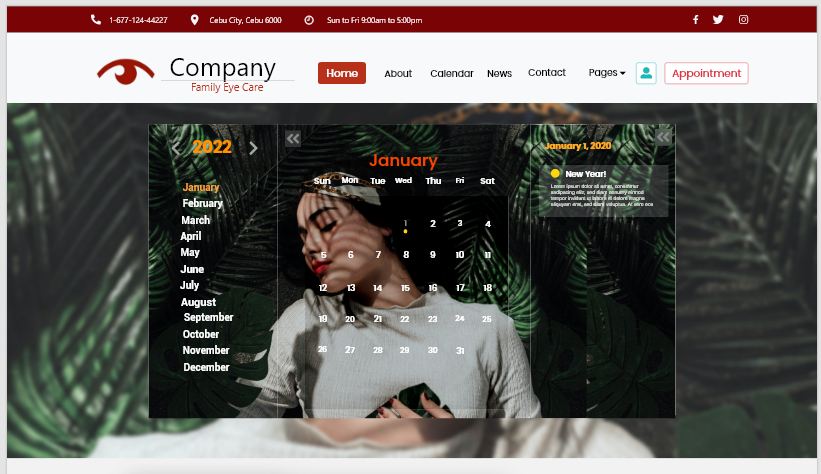 1-677-124-44227 Cebu City, Cebu 6000 Sun to Fri 9:00am to 5:00pm
Company
Family Eye Care
Home About Calendar News Contact Pages Appointment
2022
January
February
March
April
May
June
July
August
September
October
November
December
January
Sun Mon Tue Wed Thu Fri Sat
1 2 3 4
5 6 7 8 9 10 11
12 13 14 15 16 17 18
19 20 21 22 23 24 25
26 27 28 29 30 31
January 1, 2020
New Year!
Lorem ipsum dolor sit amet, consetetur
sadipscing elitr, sed diam nonumy eirmod
tempor invidunt ut labore et dolore magna
aliquyam erat, sed diam voluptua. At vero eos